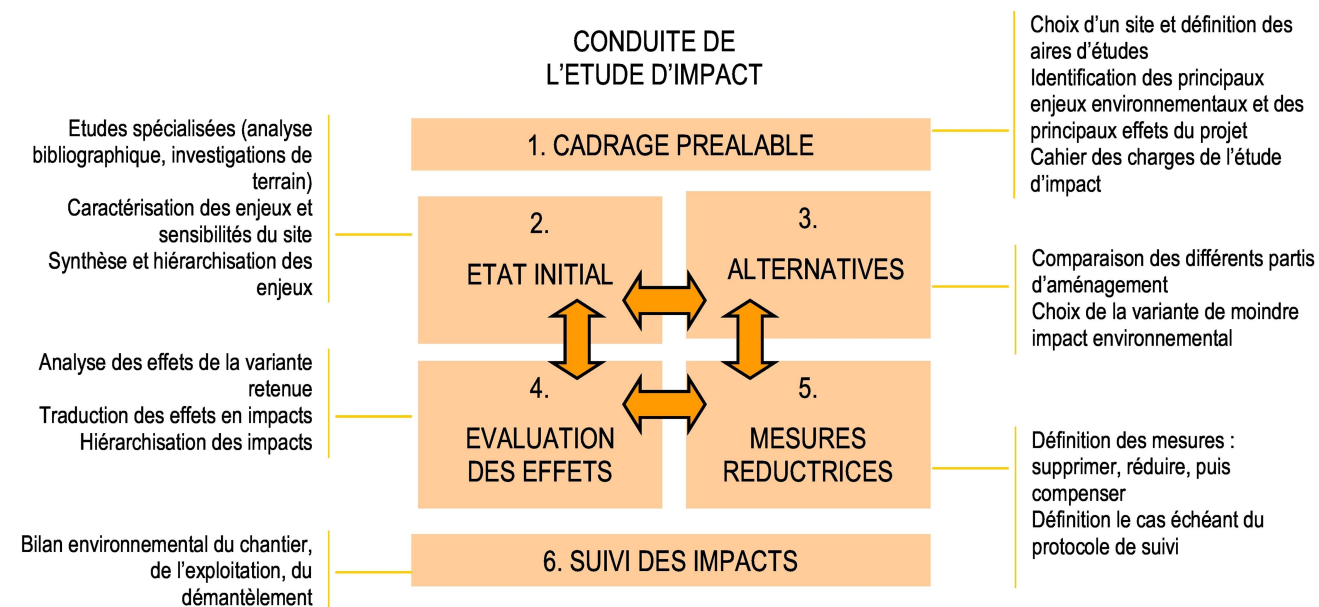 CONDUITE DE
L'ETUDE D'IMPACT
1. CADRAGE PREALABLE
Choix d'un site et définition des
aires d'études
Identification des principaux
enjeux environnementaux et des
principaux effets du projet
Cahier des charges de l'étude
d'impact
Etudes spécialisées (analyse
bibliographique, investigations de
terrain)
Caractérisation des enjeux et
sensibilités du site
Synthèse et hiérarchisation des
enjeux
2.
ETAT INITIAL
3.
ALTERNATIVES
Comparaison des différents partis
d'aménagement
Choix de la variante de moindre
impact environnemental
Analyse des effets de la variante
retenue
Traduction des effets en impacts
Hiérarchisation des impacts
4.
EVALUATION
DES EFFETS
5.
MESURES
REDUCTRICES
Définition des mesures :
supprimer, réduire, puis
compenser
Définition le cas échéant du
protocole de suivi
Bilan environnemental du chantier,
de l'exploitation, du
démantèlement
6. SUIVI DES IMPACTS